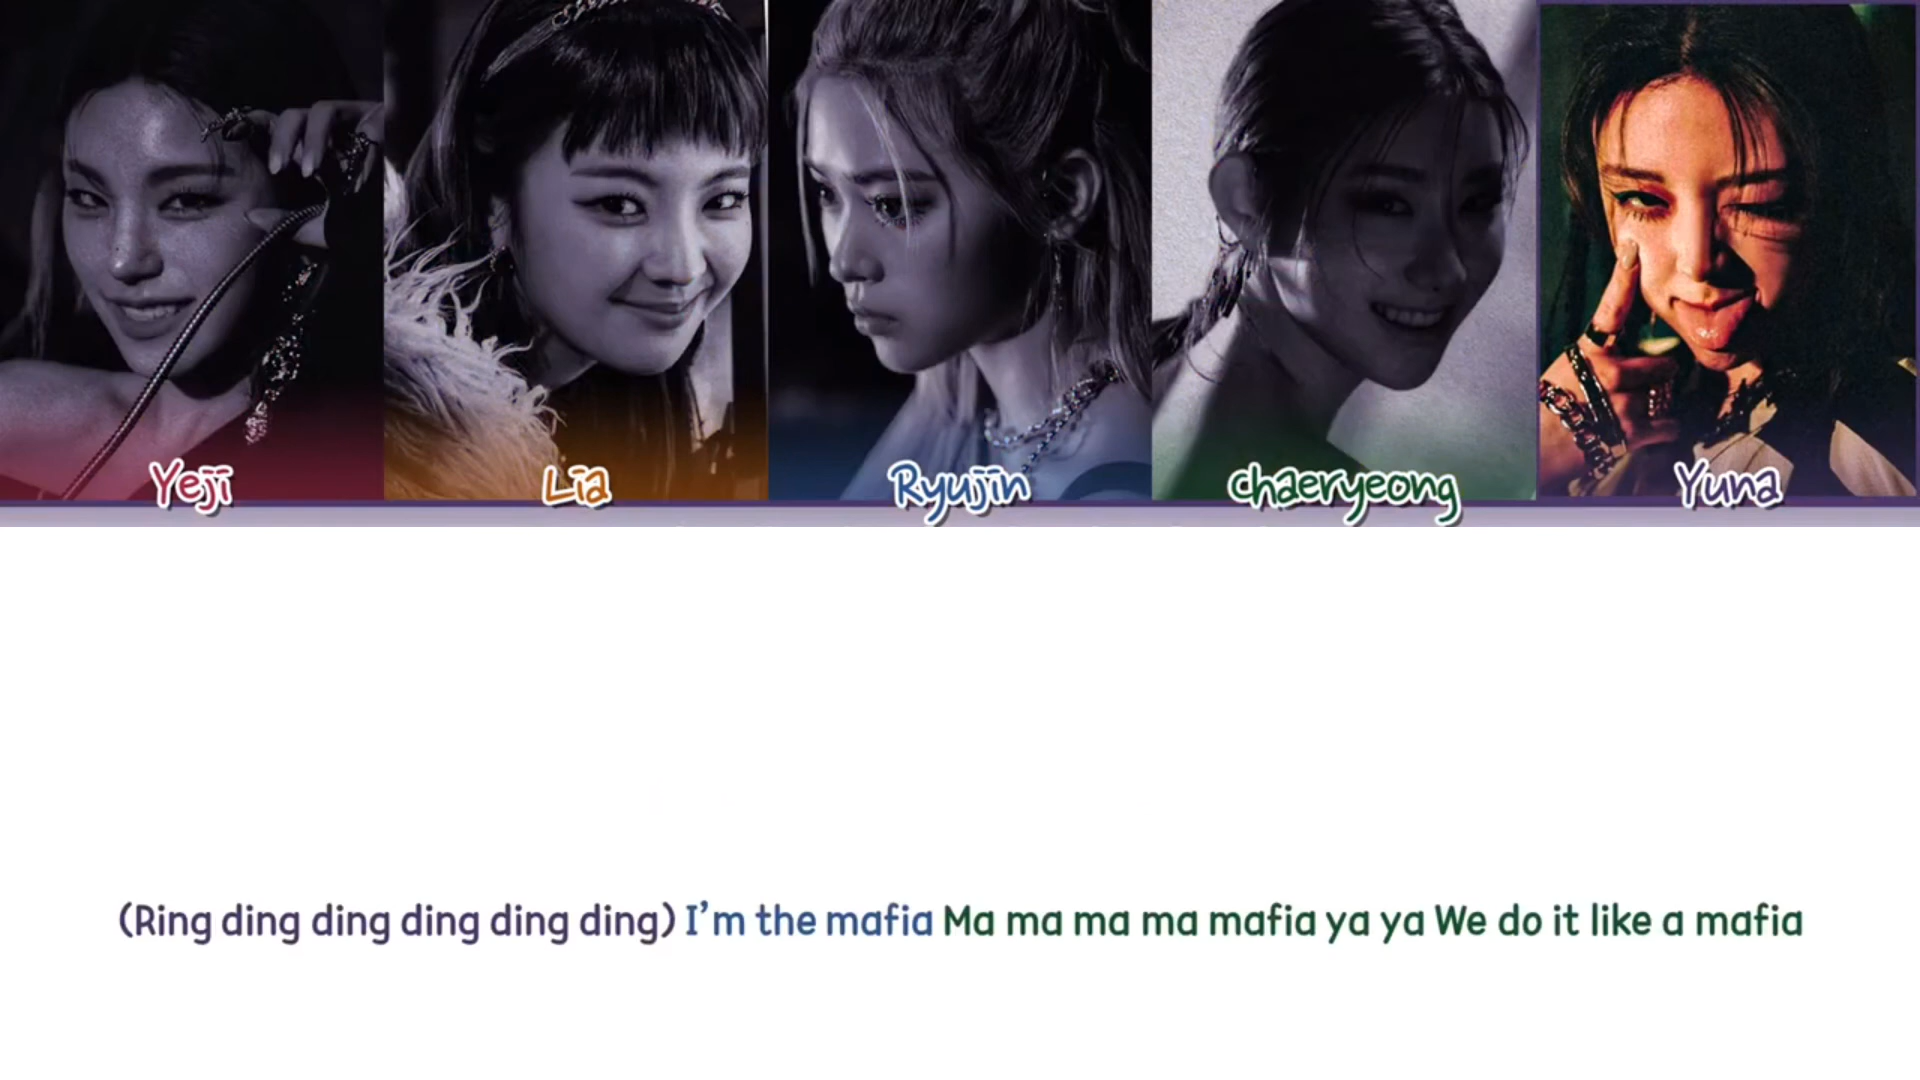 Yeji Lia Ryujin chaeryeong Yuna
(Ring ding ding ding ding ding) I'm the mafia Ma ma ma ma mafia ya ya We do it like a mafia